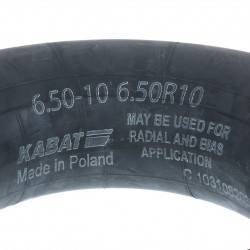 6.50-10 6.50R10
KABAT
Made in Poland
MAY BE USED FOR
RADIAL AND BIAS
APPLICATION